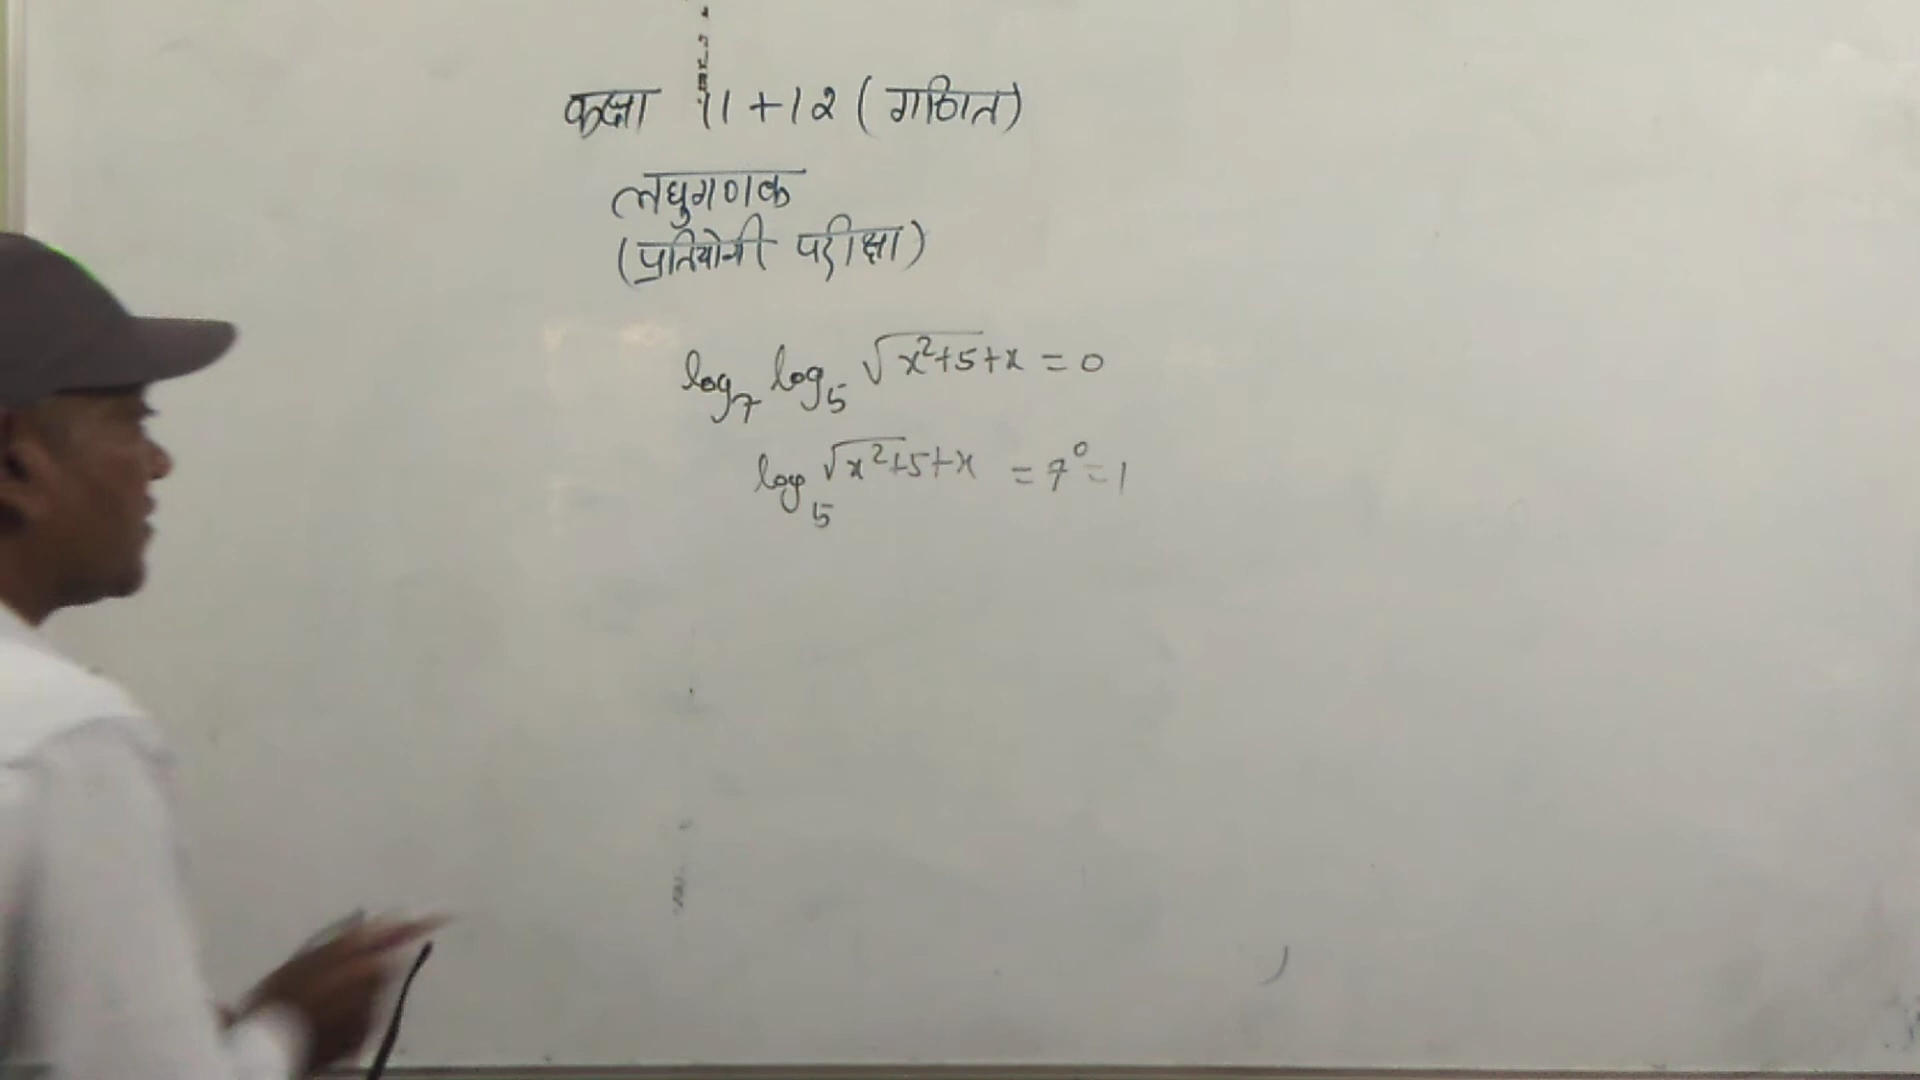 कक्षा 11+12 (गणित)
लघुगणक
(प्रतियोगी परीक्षा)
log₇ log₅ √x²+5+x = 0
log₅ √x²+5+x = 7⁰ = 1